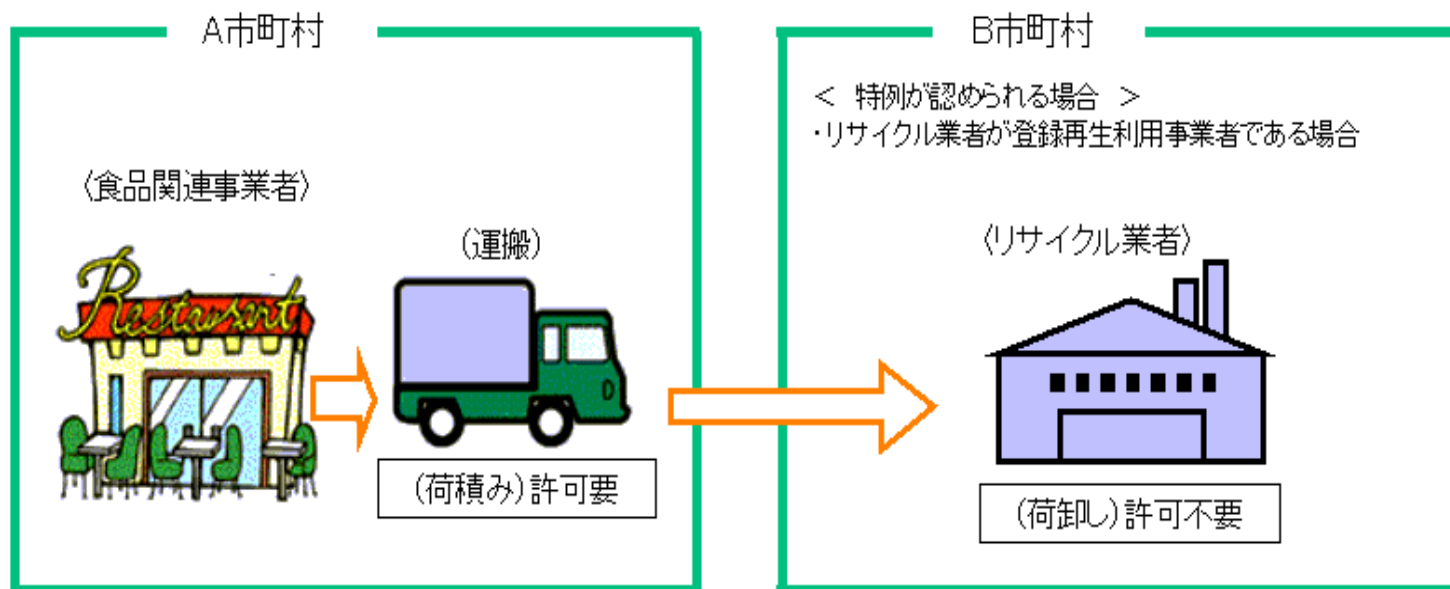 A市町村
B市町村
＜ 特例が認められる場合 ＞
・リサイクル業者が登録再生利用事業者である場合
〈食品関連事業者〉
(運搬)
〈リサイクル業者〉
Restaurant
(荷積み)許可要
(荷卸し)許可不要